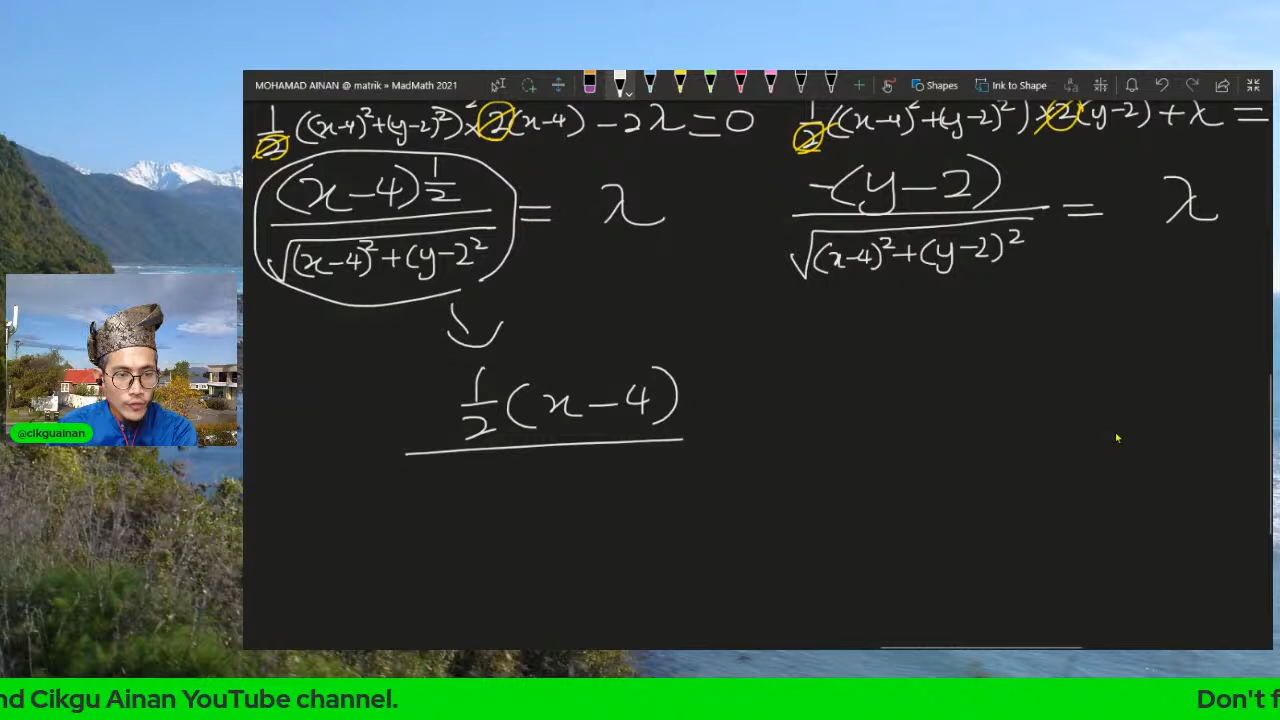 MOHAMAD AINAN @ matrik » MadMath 2021
Shapes
Ink to Shape
1/2 ((x-4)²+(y-2)²) × 2(x-4) - 2λ = 0
1/2 ((x-4)²+(y-2)²) × 2(y-2) + λ =
(x-4) 1/2 / √(x-4)²+(y-2² = λ
-(y-2) / √(x-4)²+(y-2)² = λ
1/2 (x-4)
@cikguainan
nd Cikgu Ainan YouTube channel.
Don't f